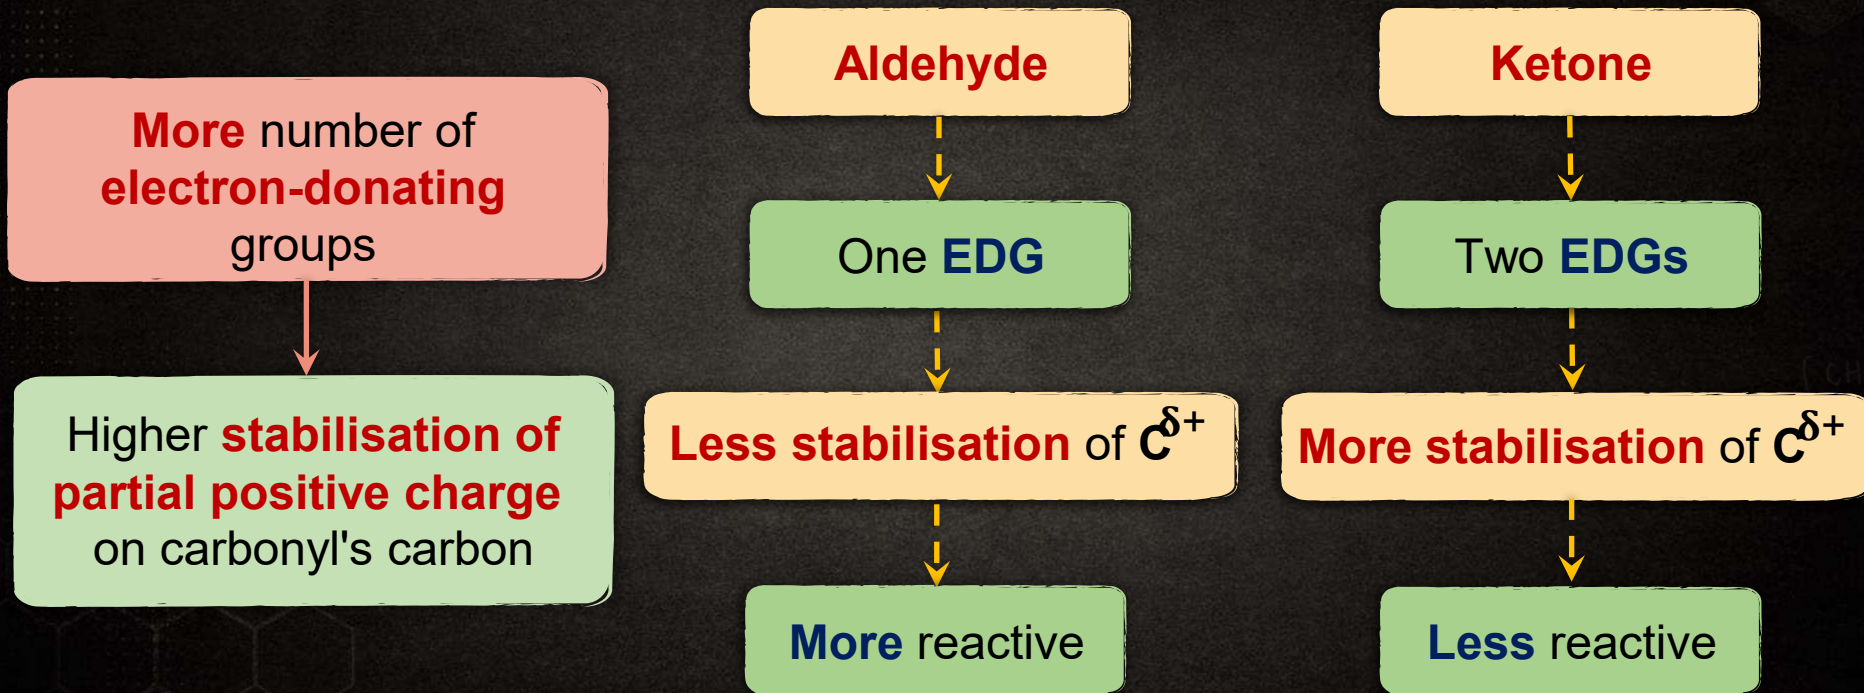 More number of
electron-donating
groups
Higher stabilisation of
partial positive charge
on carbonyl's carbon
Aldehyde
One EDG
Less stabilisation of Cδ+
More reactive
Ketone
Two EDGs
More stabilisation of Cδ+
Less reactive
CH